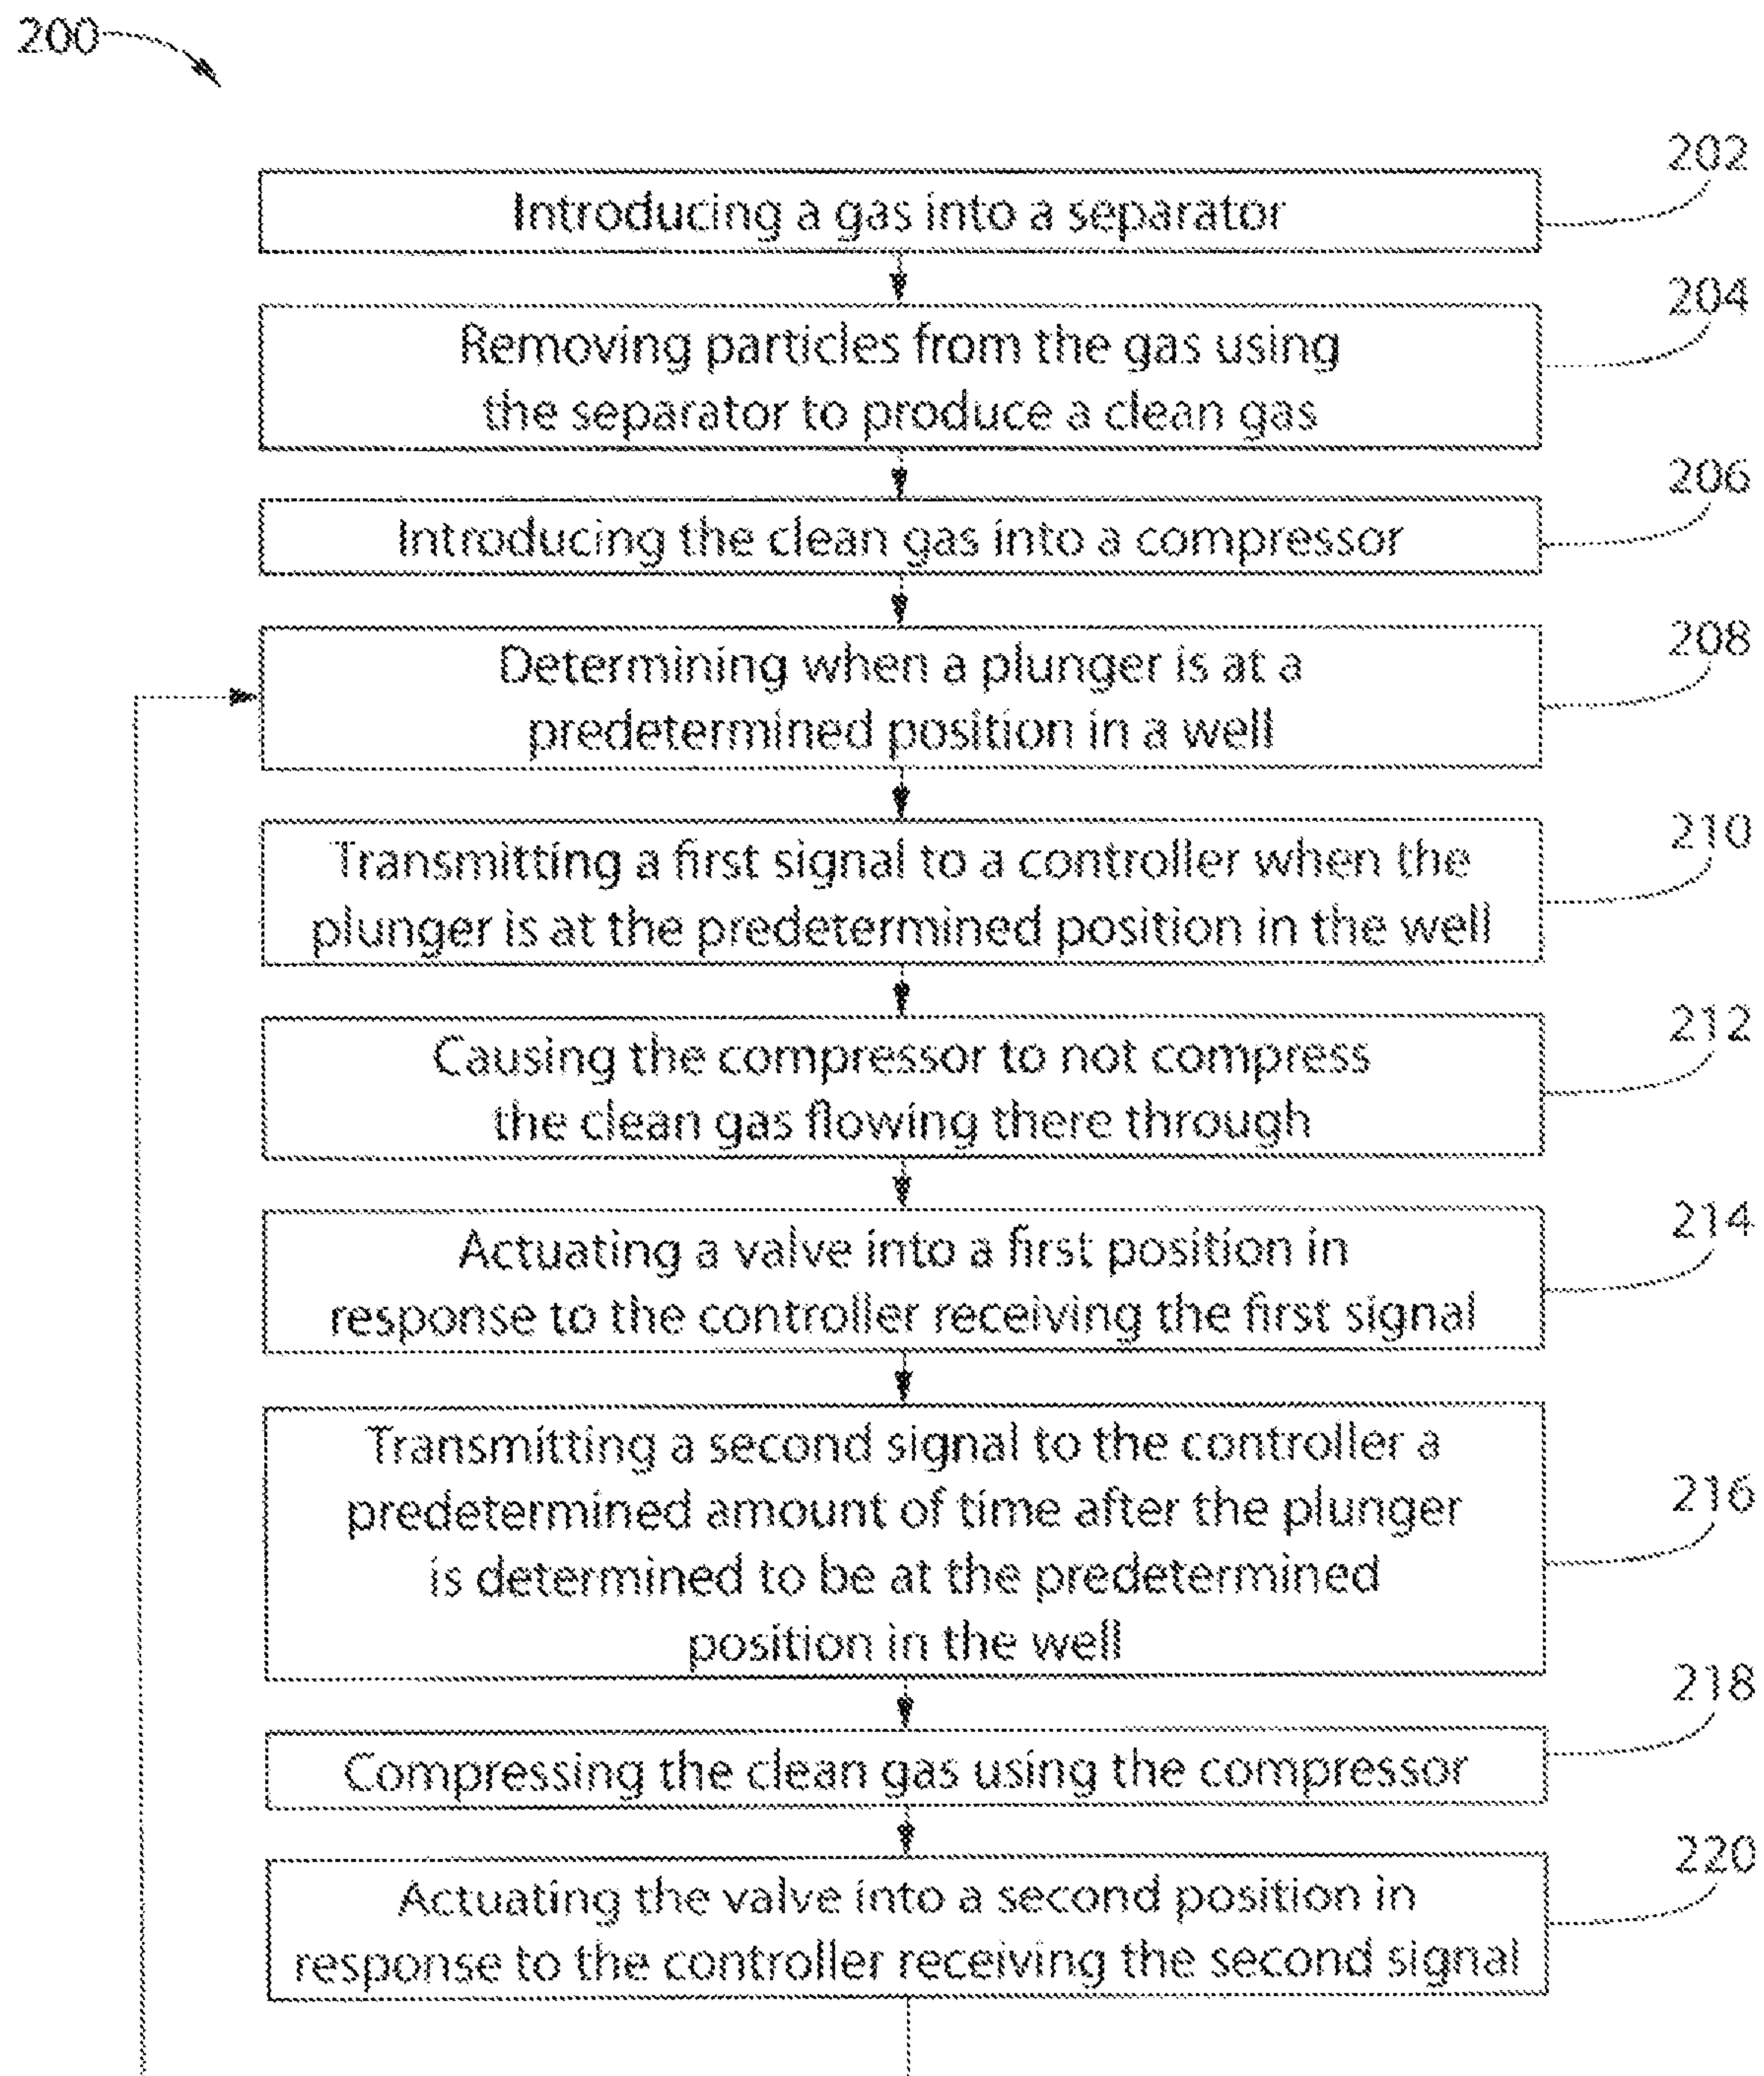 200
202
Introducing a gas into a separator
204
Removing particles from the gas using
the separator to produce a clean gas
206
Introducing the clean gas into a compressor
208
Determining when a plunger is at a
predetermined position in a well
210
Transmitting a first signal to a controller when the
plunger is at the predetermined position in the well
212
Causing the compressor to not compress
the clean gas flowing there through
214
Actuating a valve into a first position in
response to the controller receiving the first signal
216
Transmitting a second signal to the controller a
predetermined amount of time after the plunger
is determined to be at the predetermined
position in the well
218
Compressing the clean gas using the compressor
220
Actuating the valve into a second position in
response to the controller receiving the second signal